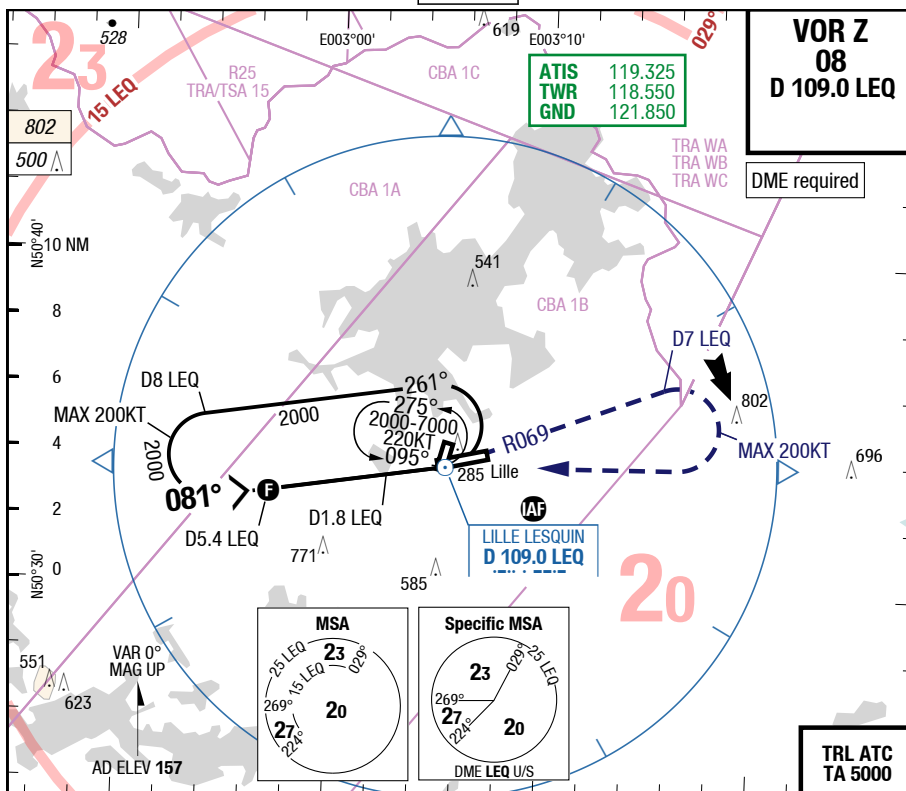 528
619
E003°00'
E003°10'
029°
VOR Z
08
D 109.0 LEQ
23
15 LEQ
R25
TRA/TSA 15
CBA 1C
ATIS 119.325
TWR 118.550
GND 121.850
802
500
TRA WA
TRA WB
TRA WC
DME required
CBA 1A
N50°40'
10 NM
541
CBA 1B
8
D7 LEQ
6
D8 LEQ
261°
802
MAX 200KT
2000
275°
2000-7000
220KT
R069
MAX 200KT
4
2000
095°
285 Lille
696
081°
F
IAF
2
D5.4 LEQ
D1.8 LEQ
LILLE LESQUIN
D 109.0 LEQ
771
585
N50°30'
0
20
MSA
25 LEQ
15 LEQ
23
029°
269°
27
224°
20
Specific MSA
23
029°
25 LEQ
269°
27
224°
20
DME LEQ U/S
551
623
VAR 0°
MAG UP
AD ELEV 157
TRL ATC
TA 5000